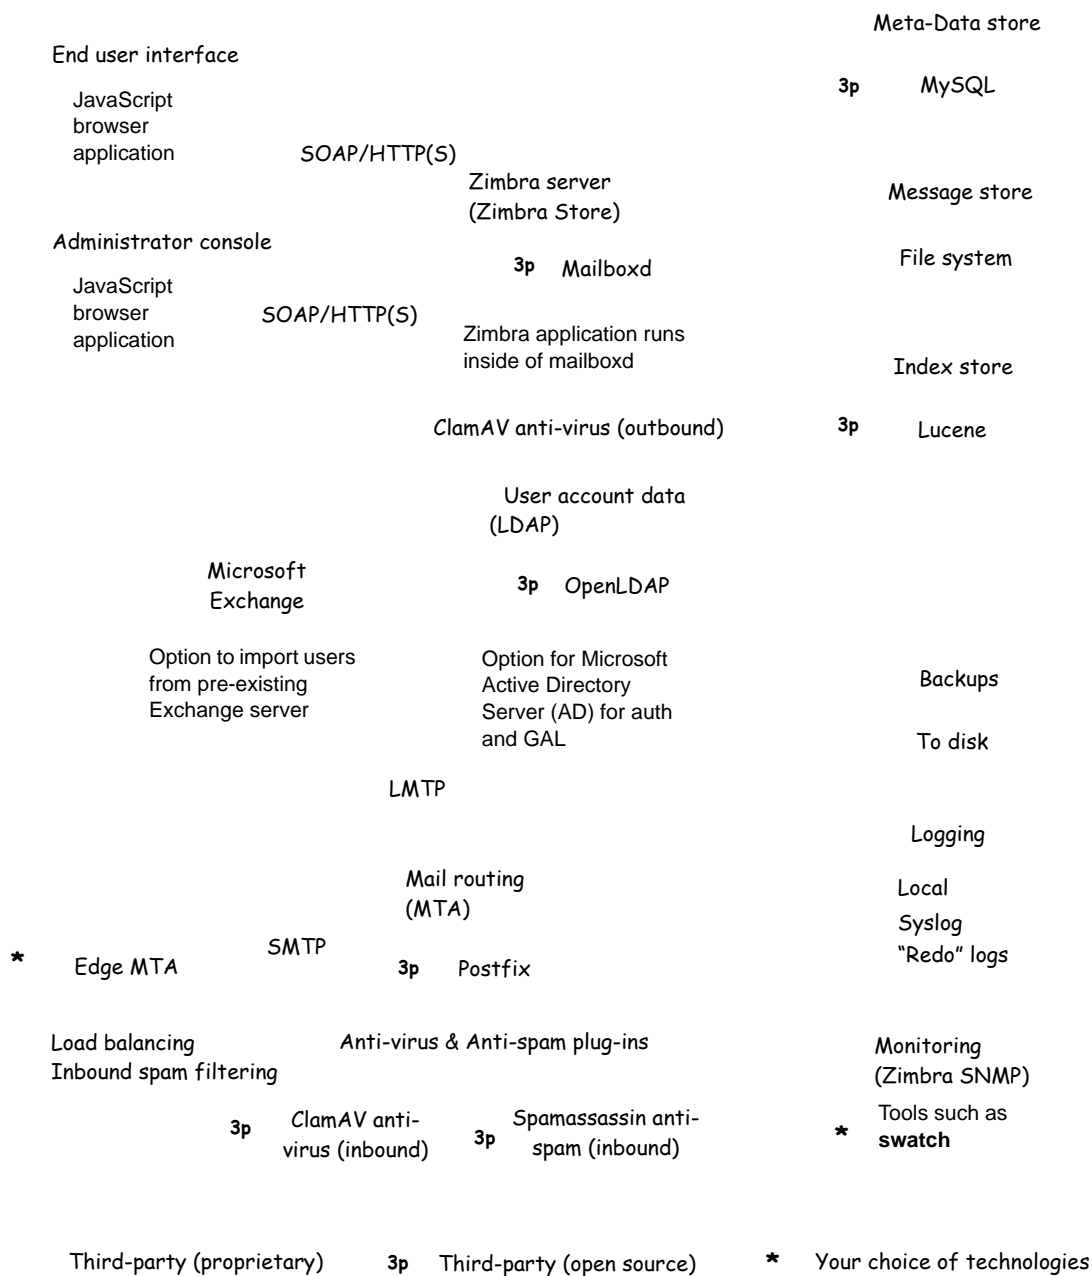 Meta-Data store
End user interface
3p MySQL
JavaScript
browser
application
SOAP/HTTP(S)
Zimbra server
(Zimbra Store)
Message store
Administrator console
3p Mailboxd
File system
JavaScript
browser
application
SOAP/HTTP(S)
Zimbra application runs
inside of mailboxd
Index store
ClamAV anti-virus (outbound)
3p Lucene
User account data
(LDAP)
Microsoft
Exchange
3p OpenLDAP
Option to import users
from pre-existing
Exchange server
Option for Microsoft
Active Directory
Server (AD) for auth
and GAL
Backups
To disk
LMTP
Logging
Mail routing
(MTA)
Local
Syslog
“Redo” logs
* Edge MTA
SMTP
3p Postfix
Load balancing
Inbound spam filtering
Anti-virus & Anti-spam plug-ins
Monitoring
(Zimbra SNMP)
3p ClamAV anti-
virus (inbound)
3p Spamassassin anti-
spam (inbound)
* Tools such as
swatch
Third-party (proprietary)
3p Third-party (open source)
* Your choice of technologies